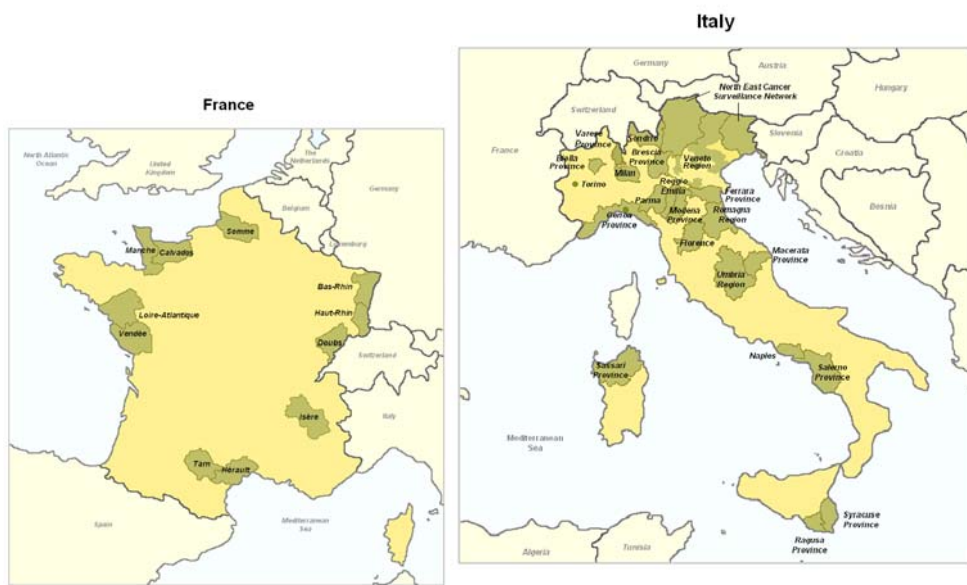 Italy
France
North Atlantic
Ocean
United
Kingdom
The
Netherlands
Germany
Belgium
Luxemburg
Somme
Manche
Calvados
Bas-Rhin
Haut-Rhin
Loire-Atlantique
Vendée
Doubs
Switzerland
Isère
Italy
Tarn
Hérault
Spain
Mediterranean
Sea
Germany
Austria
Hungary
Switzerland
North East Cancer
Surveillance Network
Slovenia
Croatia
Bosnia
France
Varese
Province
Sondrio
Biella
Province
Brescia
Province
Milan
Veneto
Region
Torino
Reggio
Emilia
Parma
Ferrara
Province
Genoa
Province
Modena
Province
Romagna
Region
Florence
Macerata
Province
Umbria
Region
Naples
Salerno
Province
Sassari
Province
Mediterranean
Sea
Syracuse
Province
Ragusa
Province
Algeria
Tunisia